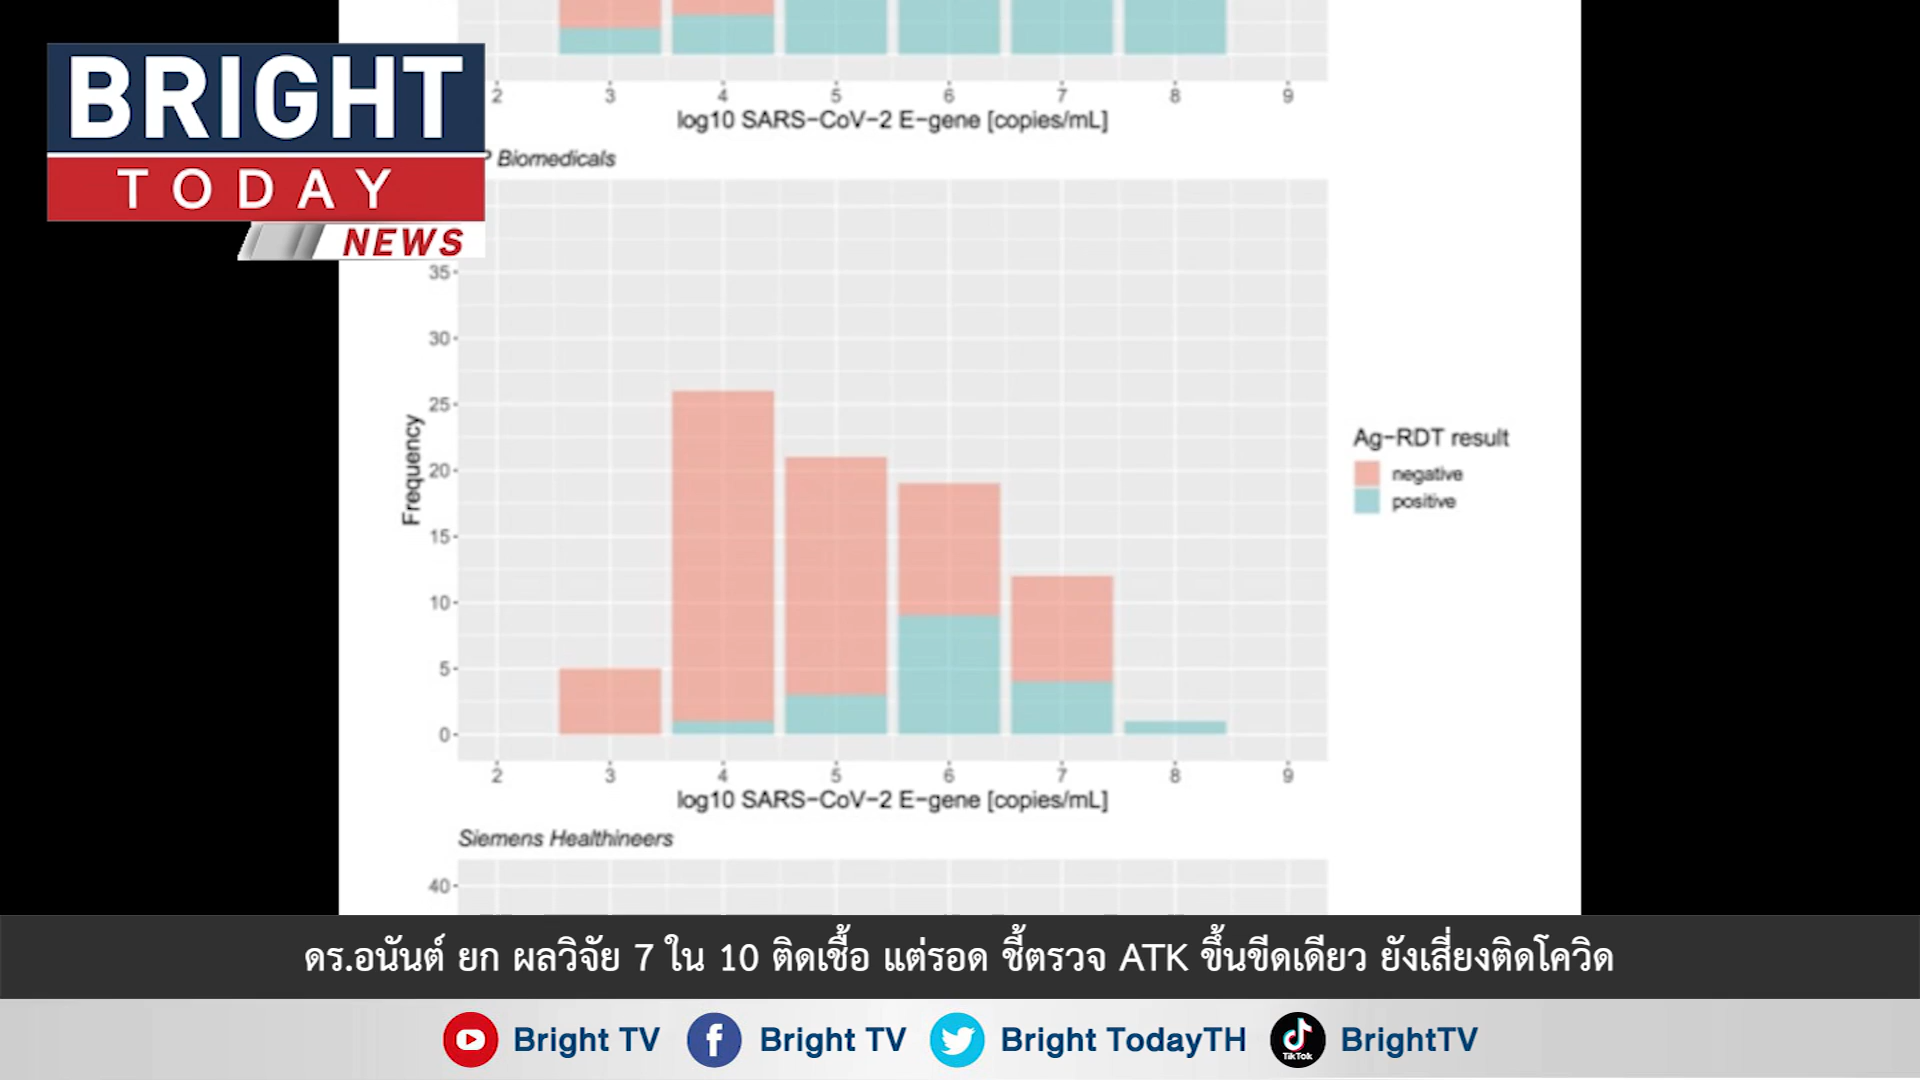 BRIGHT
TODAY
NEWS
2 3 4 5 6 7 8 9
log10 SARS-CoV-2 E-gene [copies/mL]
P Biomedicals
35
30
25
20
15
10
5
0
Frequency
Ag-RDT result
negative
positive
2 3 4 5 6 7 8 9
log10 SARS-CoV-2 E-gene [copies/mL]
Siemens Healthineers
40
ดร.อนันต์ ยก ผลวิจัย 7 ใน 10 ติดเชื้อ แต่รอด ชี้ตรวจ ATK ขึ้นขีดเดียว ยังเสี่ยงติดโควิด
Bright TV Bright TV Bright TodayTH TikTok BrightTV